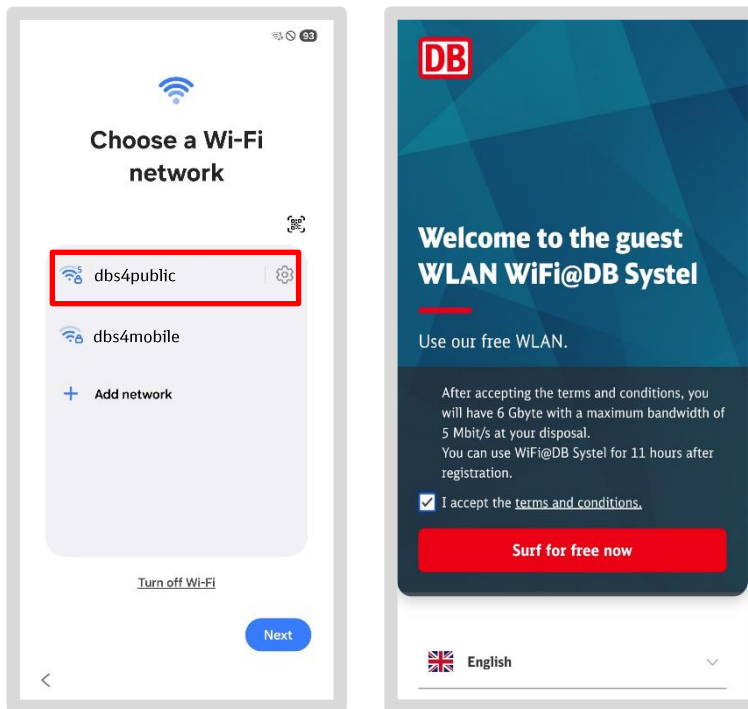 93
Choose a Wi-Fi
network
5
dbs4public
dbs4mobile
+ Add network
Turn off Wi-Fi
Next
DB
Welcome to the guest
WLAN WiFi@DB Systel
Use our free WLAN.
After accepting the terms and conditions, you
will have 6 Gbyte with a maximum bandwidth of
5 Mbit/s at your disposal.
You can use WiFi@DB Systel for 11 hours after
registration.
I accept the terms and conditions.
Surf for free now
English